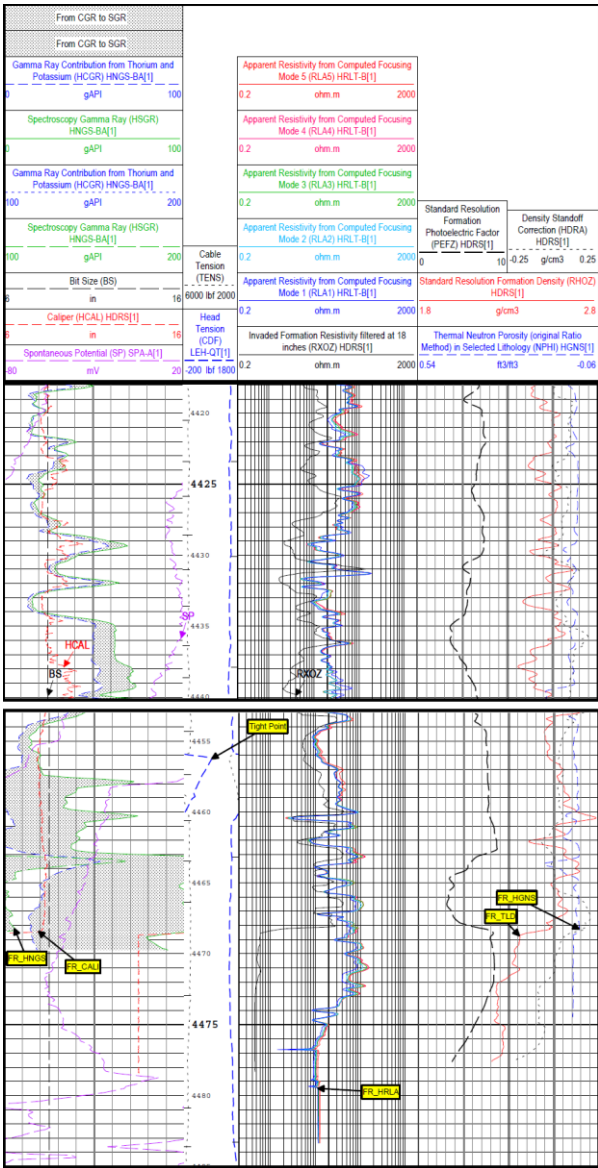 From CGR to SGR
From CGR to SGR
Gamma Ray Contribution from Thorium and
Potassium (HCGR) HNGS-BA[1]
0 gAPI 100
Spectroscopy Gamma Ray (HSGR)
HNGS-BA[1]
0 gAPI 100
Gamma Ray Contribution from Thorium and
Potassium (HCGR) HNGS-BA[1]
100 gAPI 200
Spectroscopy Gamma Ray (HSGR)
HNGS-BA[1]
100 gAPI 200
Bit Size (BS)
6 in 16
Caliper (HCAL) HDRS[1]
6 in 16
Spontaneous Potential (SP) SPA-A[1]
-80 mV 20
Cable
Tension
(TENS)
6000 lbf 2000
Head
Tension
(CDF)
LEH-QT[1]
-200 lbf 1800
Apparent Resistivity from Computed Focusing
Mode 5 (RLA5) HRLT-B[1]
0.2 ohm.m 2000
Apparent Resistivity from Computed Focusing
Mode 4 (RLA4) HRLT-B[1]
0.2 ohm.m 2000
Apparent Resistivity from Computed Focusing
Mode 3 (RLA3) HRLT-B[1]
0.2 ohm.m 2000
Apparent Resistivity from Computed Focusing
Mode 2 (RLA2) HRLT-B[1]
0.2 ohm.m 2000
Apparent Resistivity from Computed Focusing
Mode 1 (RLA1) HRLT-B[1]
0.2 ohm.m 2000
Invaded Formation Resistivity filtered at 18
inches (RXOZ) HDRS[1]
0.2 ohm.m 2000
Standard Resolution
Formation
Photoelectric Factor
(PEFZ) HDRS[1]
0 10
Density Standoff
Correction (HDRA)
HDRS[1]
-0.25 g/cm3 0.25
Standard Resolution Formation Density (RHOZ)
HDRS[1]
1.8 g/cm3 2.8
Thermal Neutron Porosity (original Ratio
Method) in Selected Lithology (NPHI) HGNS[1]
0.54 ft3/ft3 -0.06
4420
4425
4430
SP
4435
HCAL
BS
RXOZ
4440
Tight Point
4655
4660
4665
FR_HGNS
FR_TLD
FR_HNGS
FR_CALI
4470
4475
4480
FR_HRLA